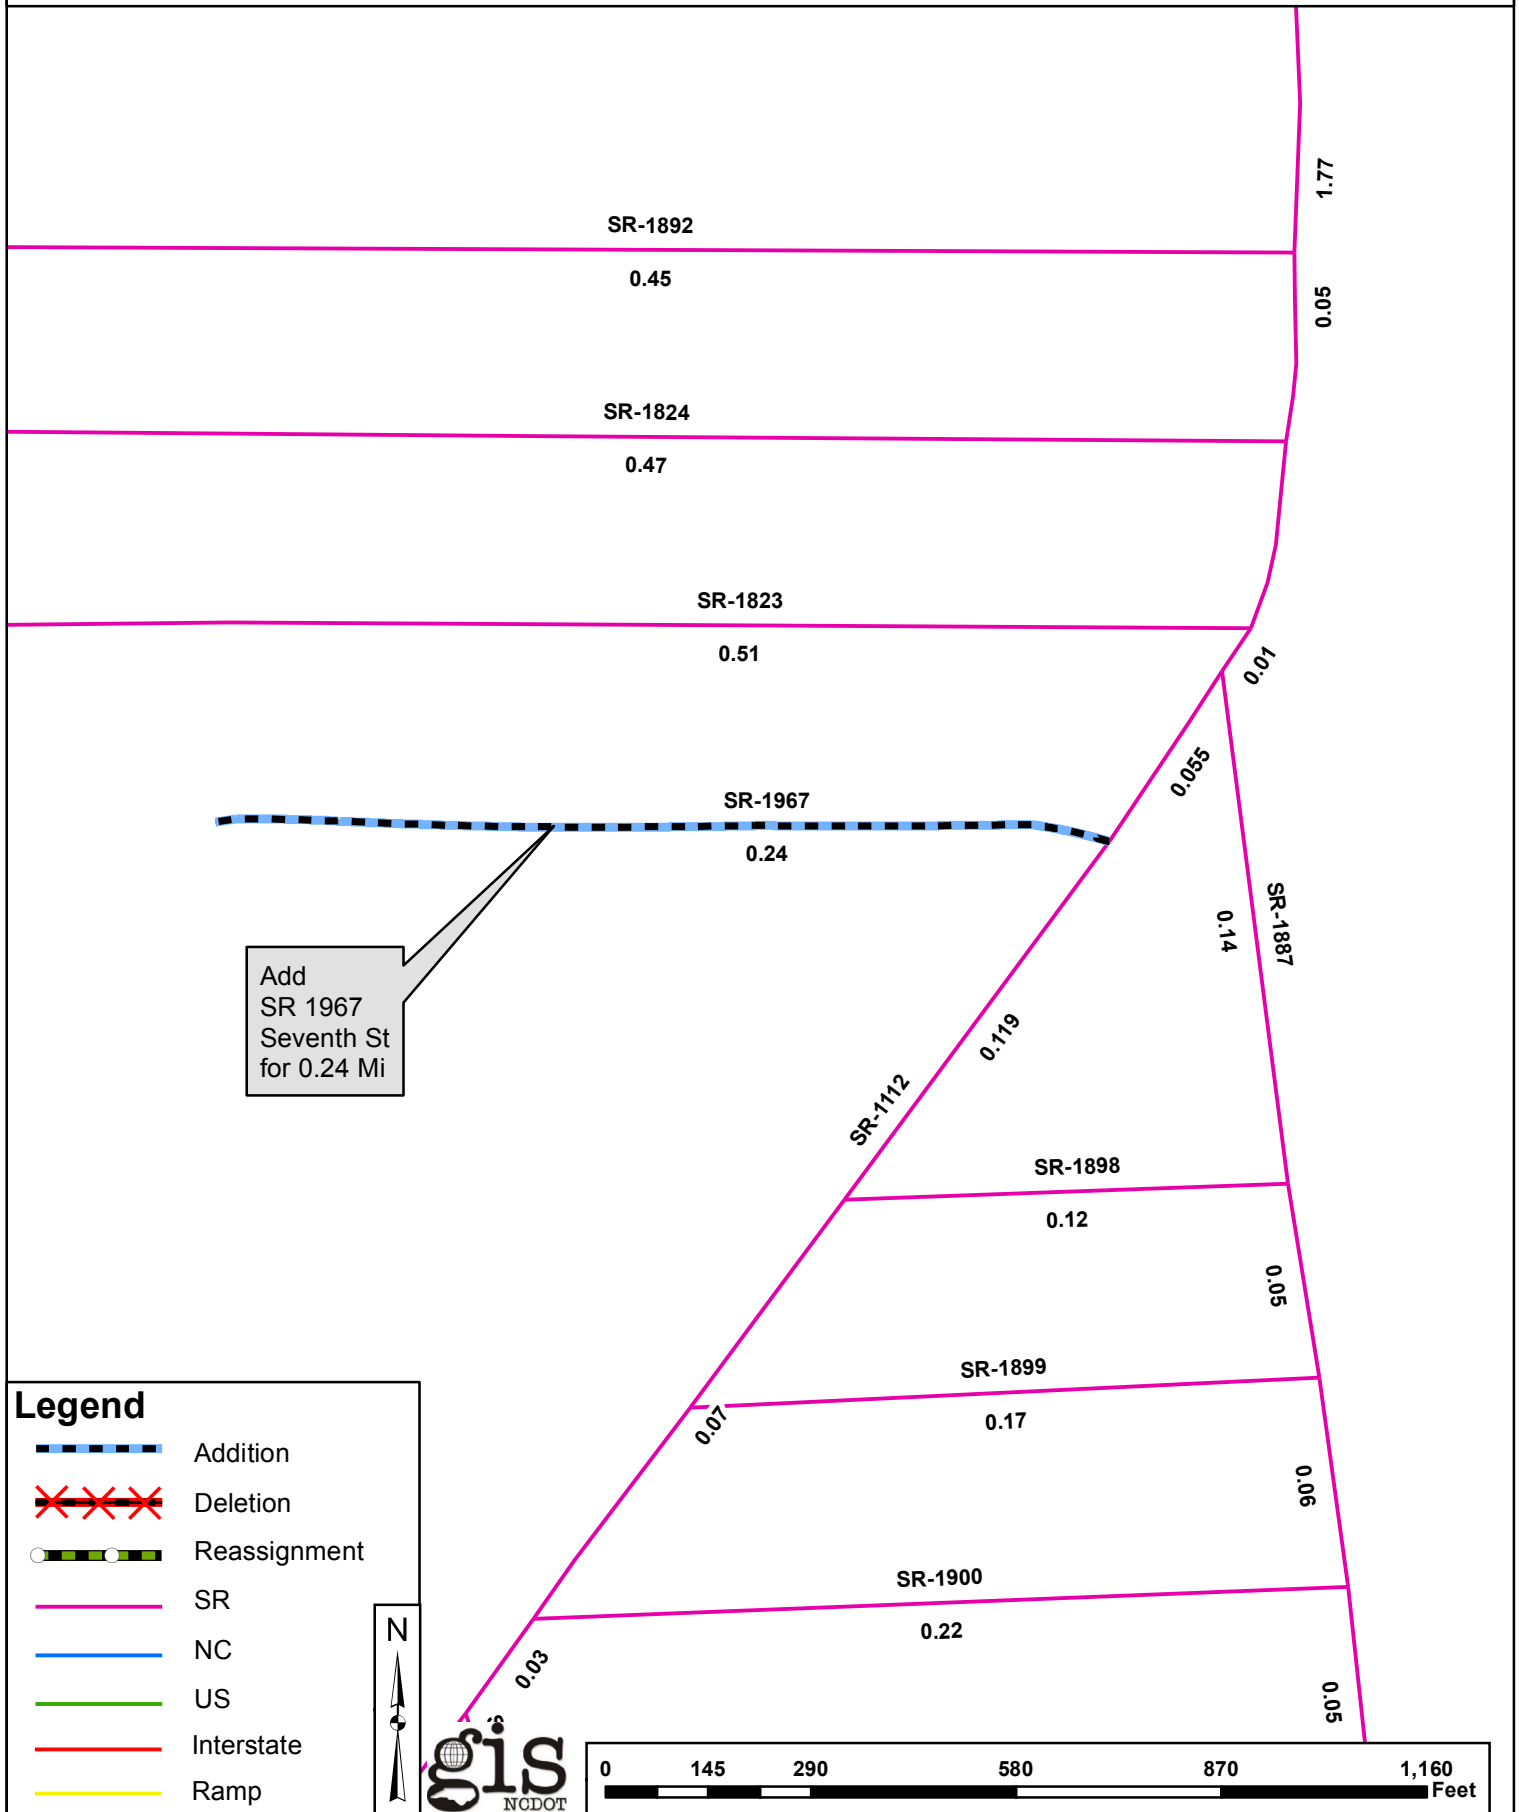 1.77
SR-1892
0.45
0.05
SR-1824
0.47
SR-1823
0.51
0.01
0.055
SR-1967
0.24
SR-1887
0.14
Add
SR 1967
Seventh St
for 0.24 Mi
0.119
SR-1112
SR-1898
0.12
0.05
SR-1899
0.17
0.07
0.06
SR-1900
0.22
0.03
0.05
Legend
Addition
Deletion
Reassignment
SR
NC
US
Interstate
Ramp
N
gis
NCDOT
0 145 290 580 870 1,160
Feet